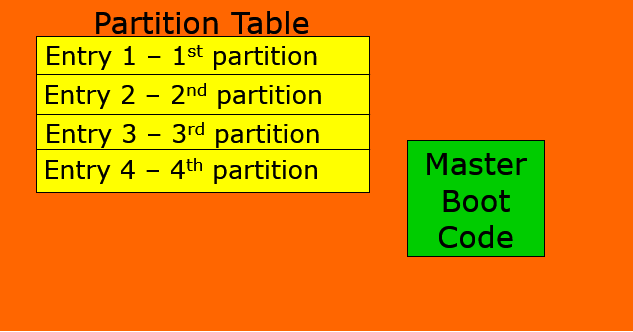 Partition Table
Entry 1 – 1st partition
Entry 2 – 2nd partition
Entry 3 – 3rd partition
Entry 4 – 4th partition
Master
Boot
Code